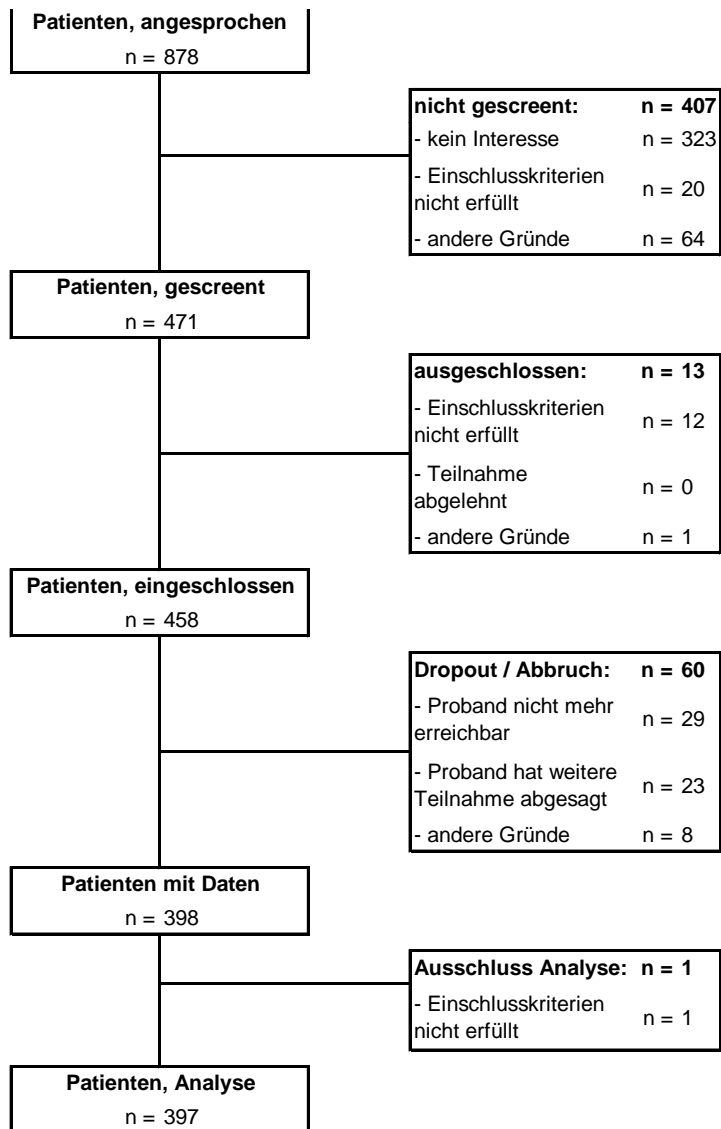 Patienten, angesprochen
n = 878
nicht gescreent: n = 407
- kein Interesse n = 323
- Einschlusskriterien
nicht erfüllt n = 20
- andere Gründe n = 64
Patienten, gescreent
n = 471
ausgeschlossen: n = 13
- Einschlusskriterien
nicht erfüllt n = 12
- Teilnahme
abgelehnt n = 0
- andere Gründe n = 1
Patienten, eingeschlossen
n = 458
Dropout / Abbruch: n = 60
- Proband nicht mehr
erreichbar n = 29
- Proband hat weitere
Teilnahme abgesagt n = 23
- andere Gründe n = 8
Patienten mit Daten
n = 398
Ausschluss Analyse: n = 1
- Einschlusskriterien
nicht erfüllt n = 1
Patienten, Analyse
n = 397